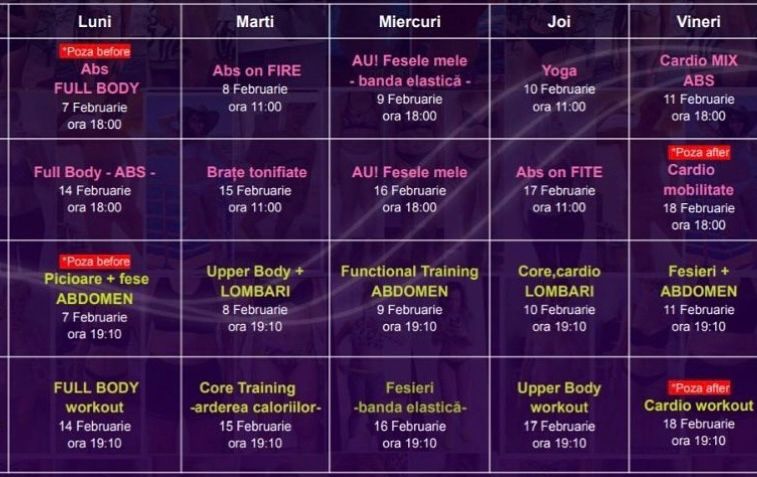 Luni Marti Miercuri Joi Vineri
*Poza before
Abs
FULL BODY
7 Februarie
ora 18:00
Abs on FIRE
8 Februarie
ora 11:00
AU! Fesele mele
- banda elastică -
9 Februarie
ora 18:00
Yoga
10 Februarie
ora 11:00
Cardio MIX
ABS
11 Februarie
ora 18:00
Full Body - ABS -
14 Februarie
ora 18:00
Brațe tonifiate
15 Februarie
ora 11:00
AU! Fesele mele
16 Februarie
ora 18:00
Abs on FITE
17 Februarie
ora 11:00
*Poza after
Cardio
mobilitate
18 Februarie
ora 18:00
*Poza before
Picioare + fese
ABDOMEN
7 Februarie
ora 19:10
Upper Body +
LOMBARI
8 Februarie
ora 19:10
Functional Training
ABDOMEN
9 Februarie
ora 19:10
Core,cardio
LOMBARI
10 Februarie
ora 19:10
Fesieri +
ABDOMEN
11 Februarie
ora 19:10
FULL BODY
workout
14 Februarie
ora 19:10
Core Training
-arderea caloriilor-
15 Februarie
ora 19:10
Fesieri
-banda elastică-
16 Februarie
ora 19:10
Upper Body
workout
17 Februarie
ora 19:10
*Poza after
Cardio workout
18 Februarie
ora 19:10